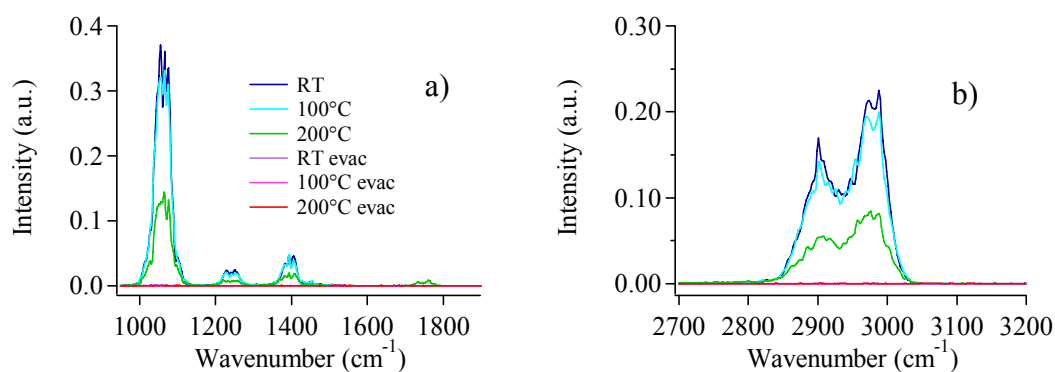 0.4
0.3
0.2
0.1
0.0
Intensity (a.u.)
1000 1200 1400 1600 1800
Wavenumber (cm⁻¹)
RT
100°C
200°C
RT evac
100°C evac
200°C evac
a)
0.30
0.20
0.10
0.00
Intensity (a.u.)
2700 2800 2900 3000 3100 3200
Wavenumber (cm⁻¹)
b)